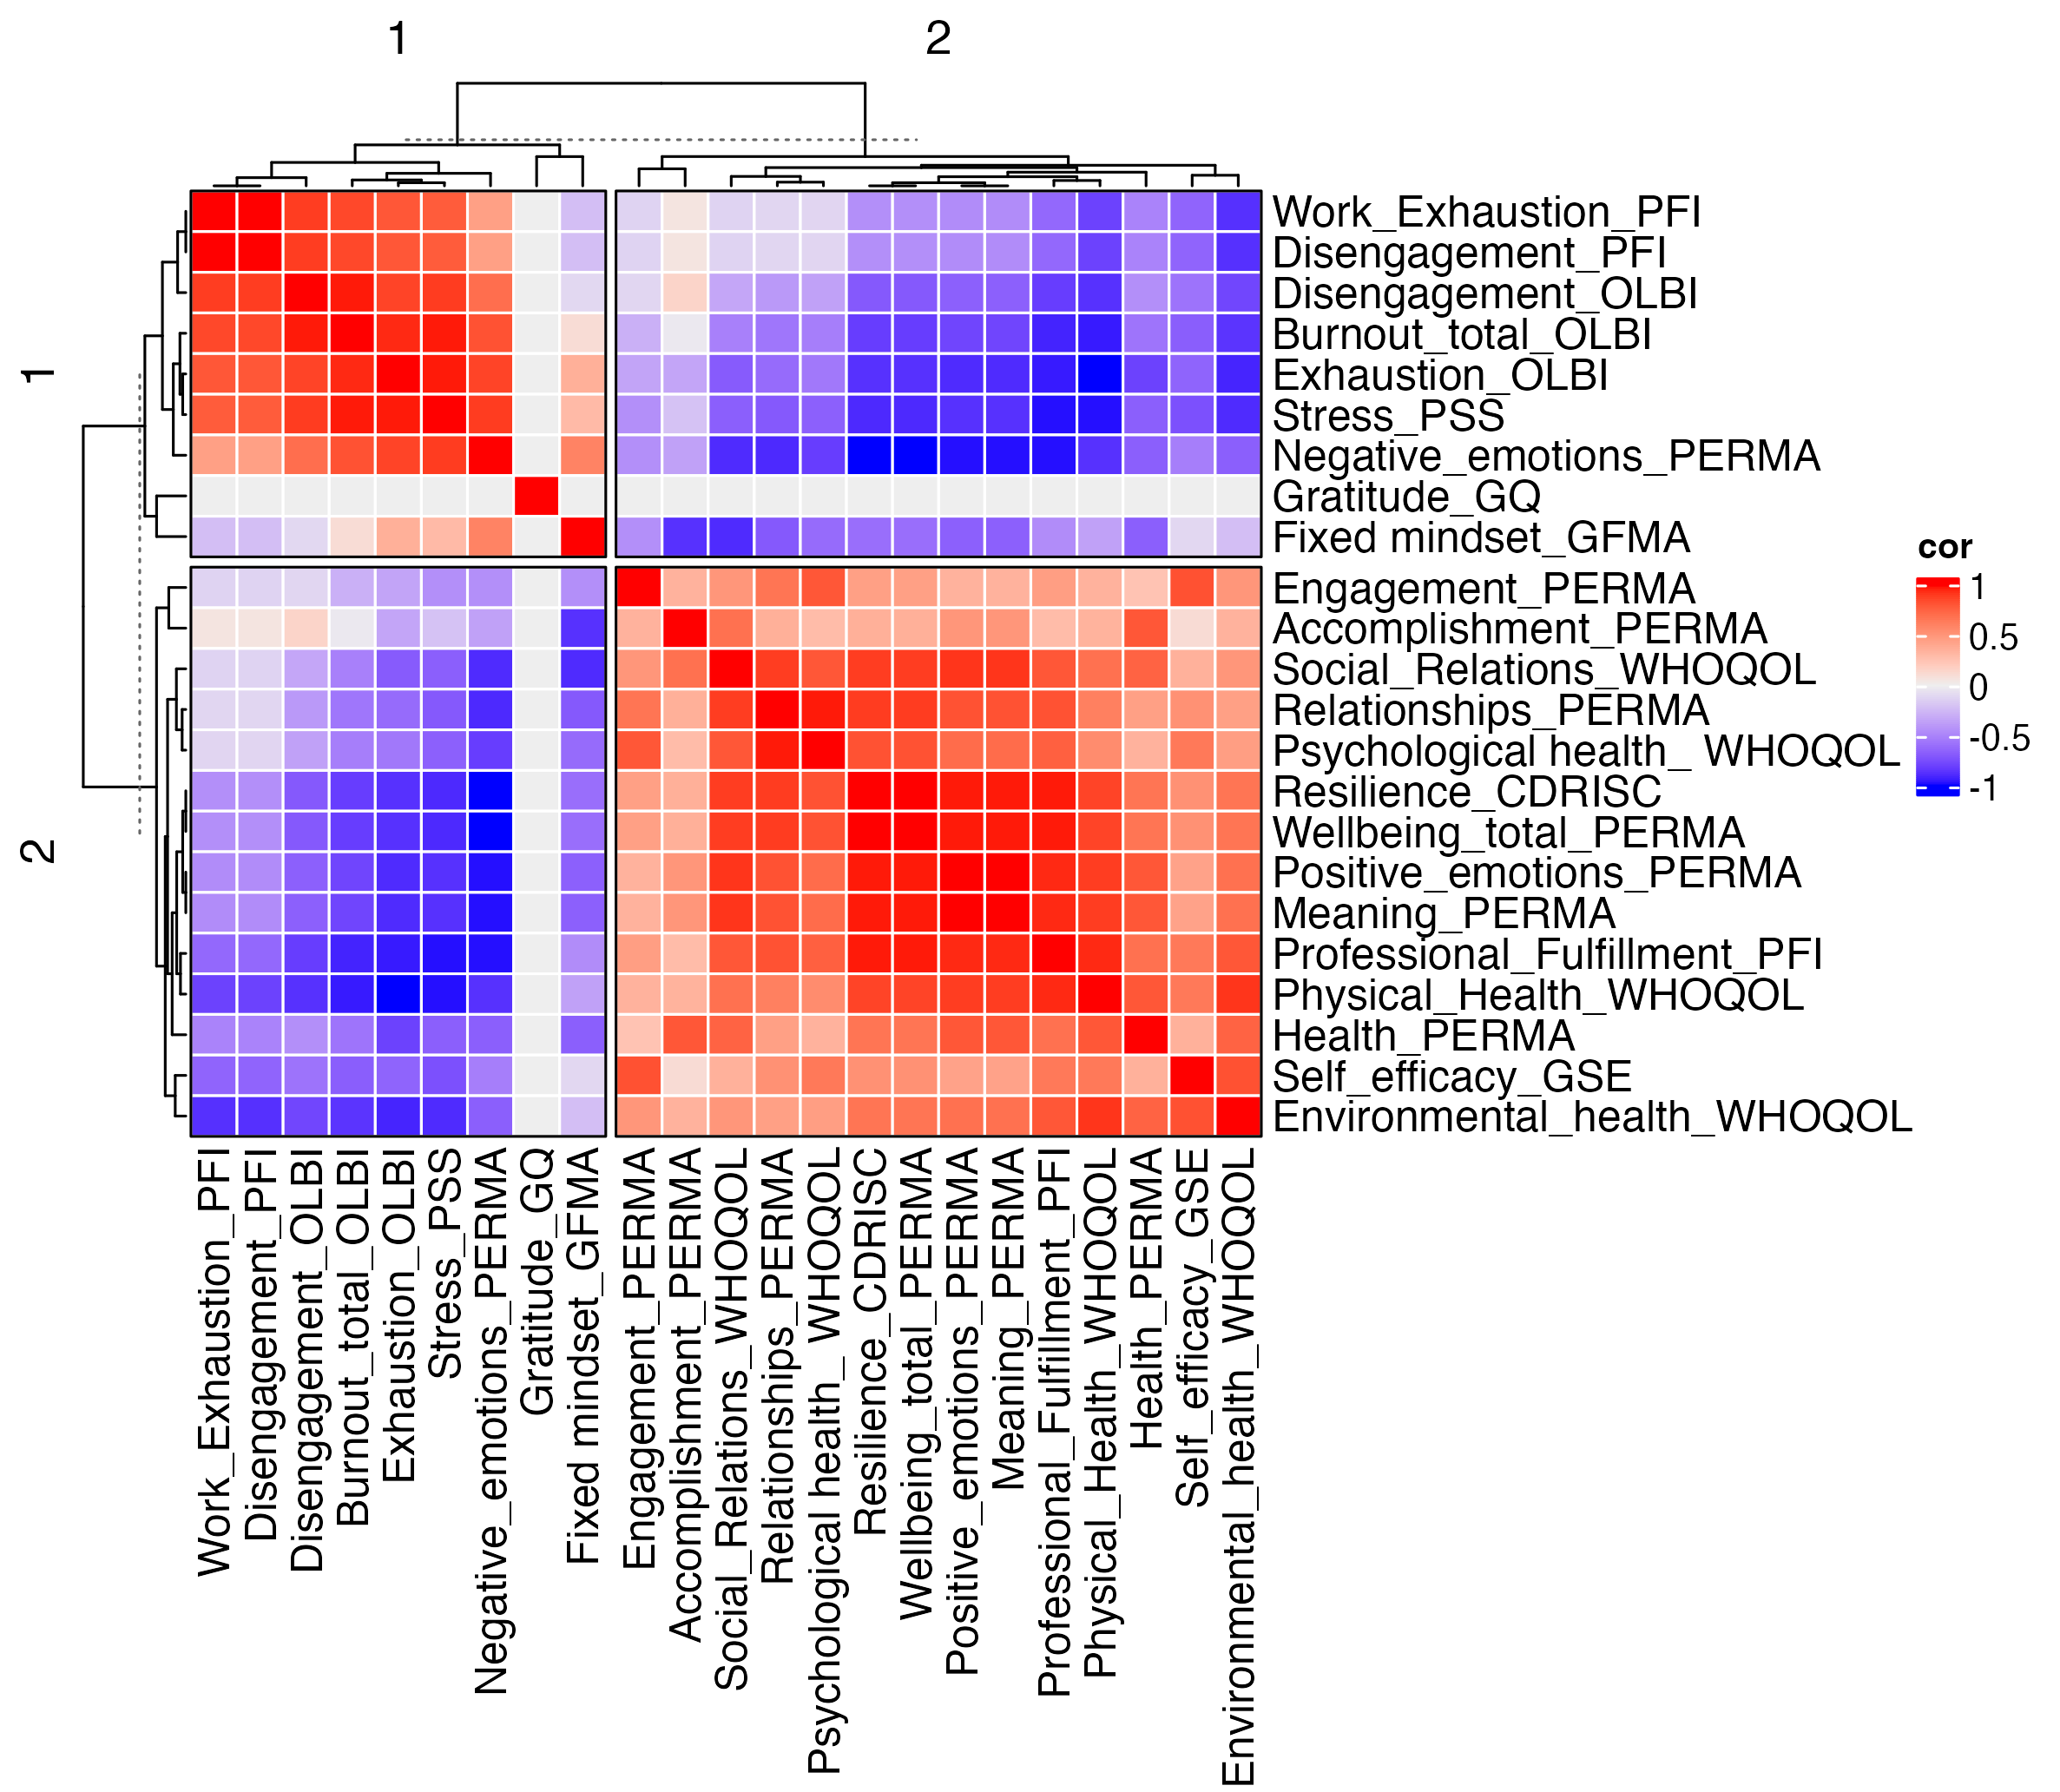 1
2
1
2
Work_Exhaustion_PFI
Disengagement_PFI
Disengagement_OLBI
Burnout_total_OLBI
Exhaustion_OLBI
Stress_PSS
Negative_emotions_PERMA
Gratitude_GQ
Fixed mindset_GFMA
Engagement_PERMA
Accomplishment_PERMA
Social_Relations_WHOQOL
Relationships_PERMA
Psychological health_ WHOQOL
Resilience_CDRISC
Wellbeing_total_PERMA
Positive_emotions_PERMA
Meaning_PERMA
Professional_Fulfillment_PFI
Physical_Health_WHOQOL
Health_PERMA
Self_efficacy_GSE
Environmental_health_WHOQOL
cor
1
0.5
0
-0.5
-1
Work_Exhaustion_PFI
Disengagement_PFI
Disengagement_OLBI
Burnout_total_OLBI
Exhaustion_OLBI
Stress_PSS
Negative_emotions_PERMA
Gratitude_GQ
Fixed mindset_GFMA
Engagement_PERMA
Accomplishment_PERMA
Social_Relations_WHOQOL
Relationships_PERMA
Psychological health_ WHOQOL
Resilience_CDRISC
Wellbeing_total_PERMA
Positive_emotions_PERMA
Meaning_PERMA
Professional_Fulfillment_PFI
Physical_Health_WHOQOL
Health_PERMA
Self_efficacy_GSE
Environmental_health_WHOQOL